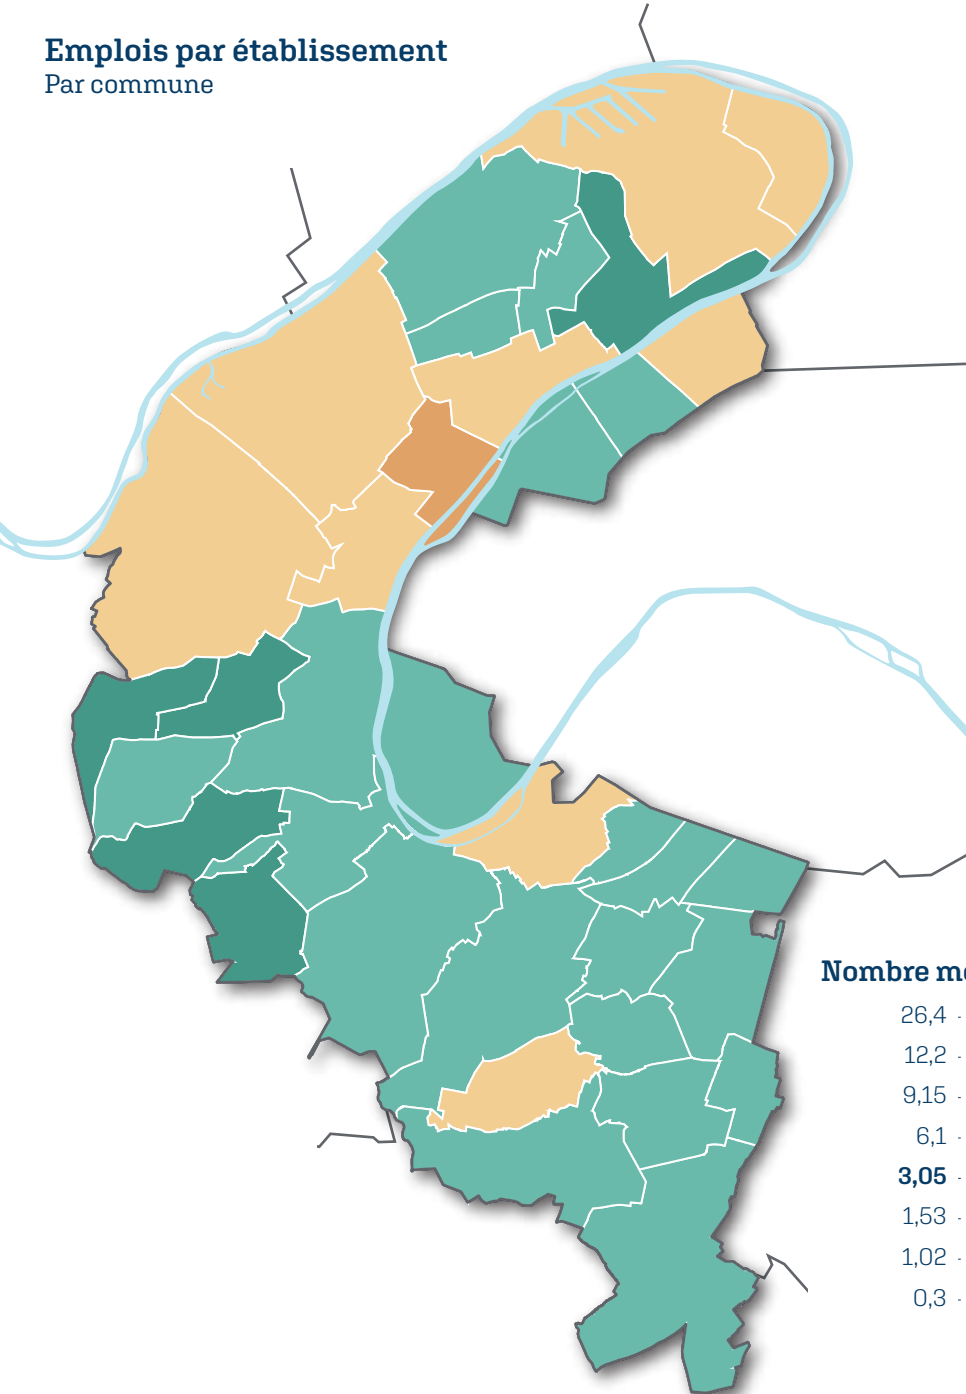 Emplois par établissement
Par commune
Nombre
26,4
12,2
9,15
6,1
3,05
1,53
1,02
0,3